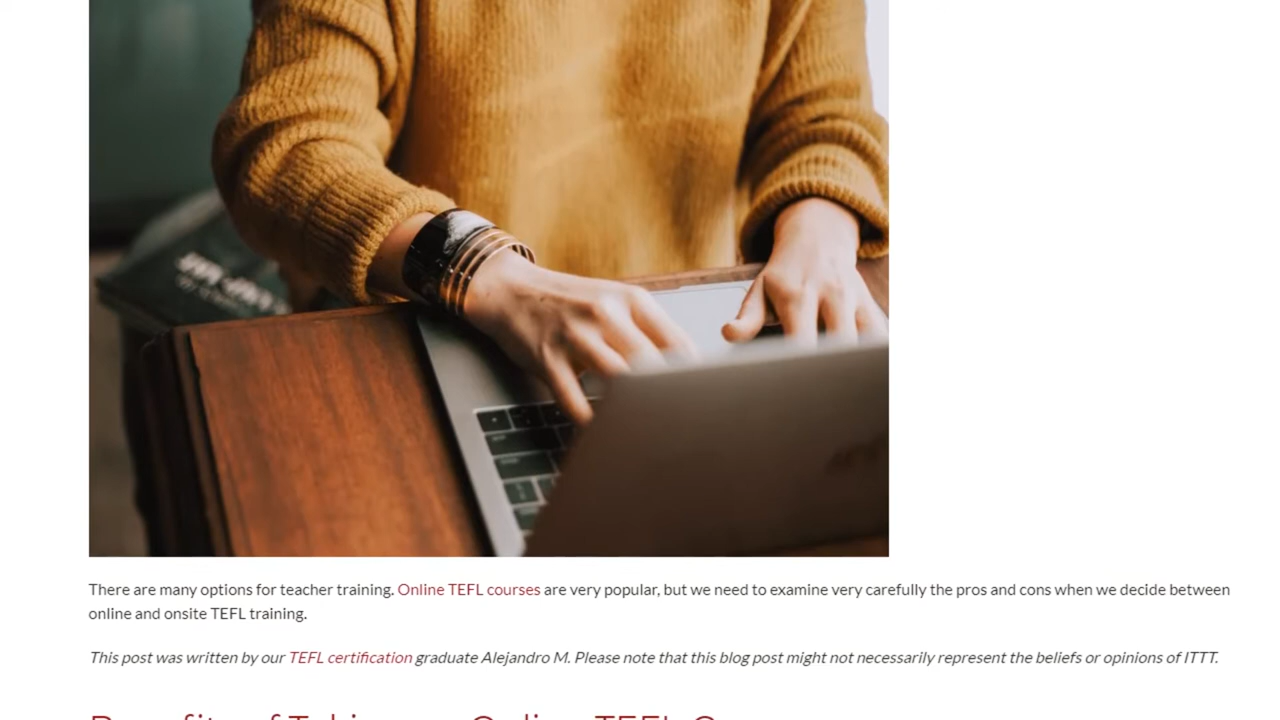 There are many options for teacher training. Online TEFL courses are very popular, but we need to examine very carefully the pros and cons when we decide between
online and onsite TEFL training.
This post was written by our TEFL certification graduate Alejandro M. Please note that this blog post might not necessarily represent the beliefs or opinions of ITTT.